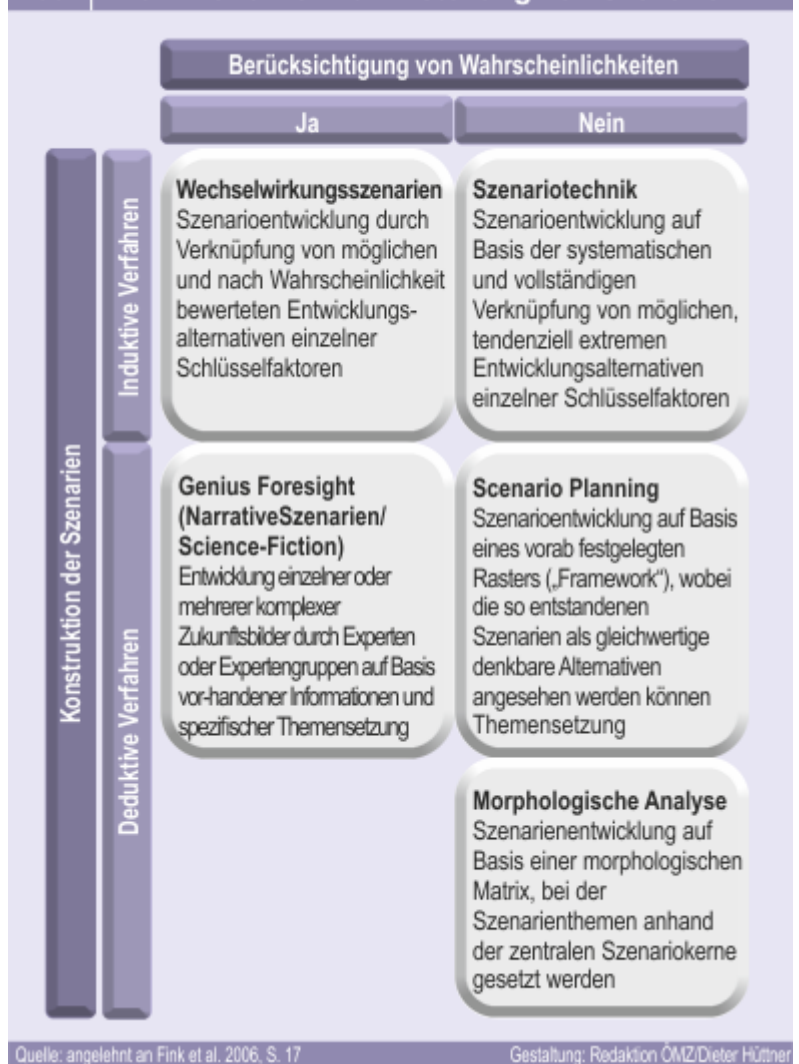 Berücksichtigung von Wahrscheinlichkeiten
Ja
Nein
Konstruktion der Szenarien
Induktive Verfahren
Wechselwirkungsszenarien
Szenarioentwicklung durch
Verknüpfung von möglichen
und nach Wahrscheinlichkeit
bewerteten Entwicklungs-
alternativen einzelner
Schlüsselfaktoren
Szenariotechnik
Szenarioentwicklung auf
Basis der systematischen
und vollständigen
Verknüpfung von möglichen,
tendenziell extremen
Entwicklungsalternativen
einzelner Schlüsselfaktoren
Deduktive Verfahren
Genius Foresight
(NarrativeSzenarien/
Science-Fiction)
Entwicklung einzelner oder
mehrerer komplexer
Zukunftsbilder durch Experten
oder Expertengruppen auf Basis
vor-handener Informationen und
spezifischer Themensetzung
Scenario Planning
Szenarioentwicklung auf Basis
eines vorab festgelegten
Rasters („Framework“), wobei
die so entstandenen
Szenarien als gleichwertige
denkbare Alternativen
angesehen werden können
Themensetzung
Morphologische Analyse
Szenarienentwicklung auf
Basis einer morphologischen
Matrix, bei der
Szenarienthemen anhand
der zentralen Szenariokerne
gesetzt werden
Quelle: angelehnt an Fink et al. 2006, S. 17
Gestaltung: Redaktion ÖMZ/Dieter Hüttner